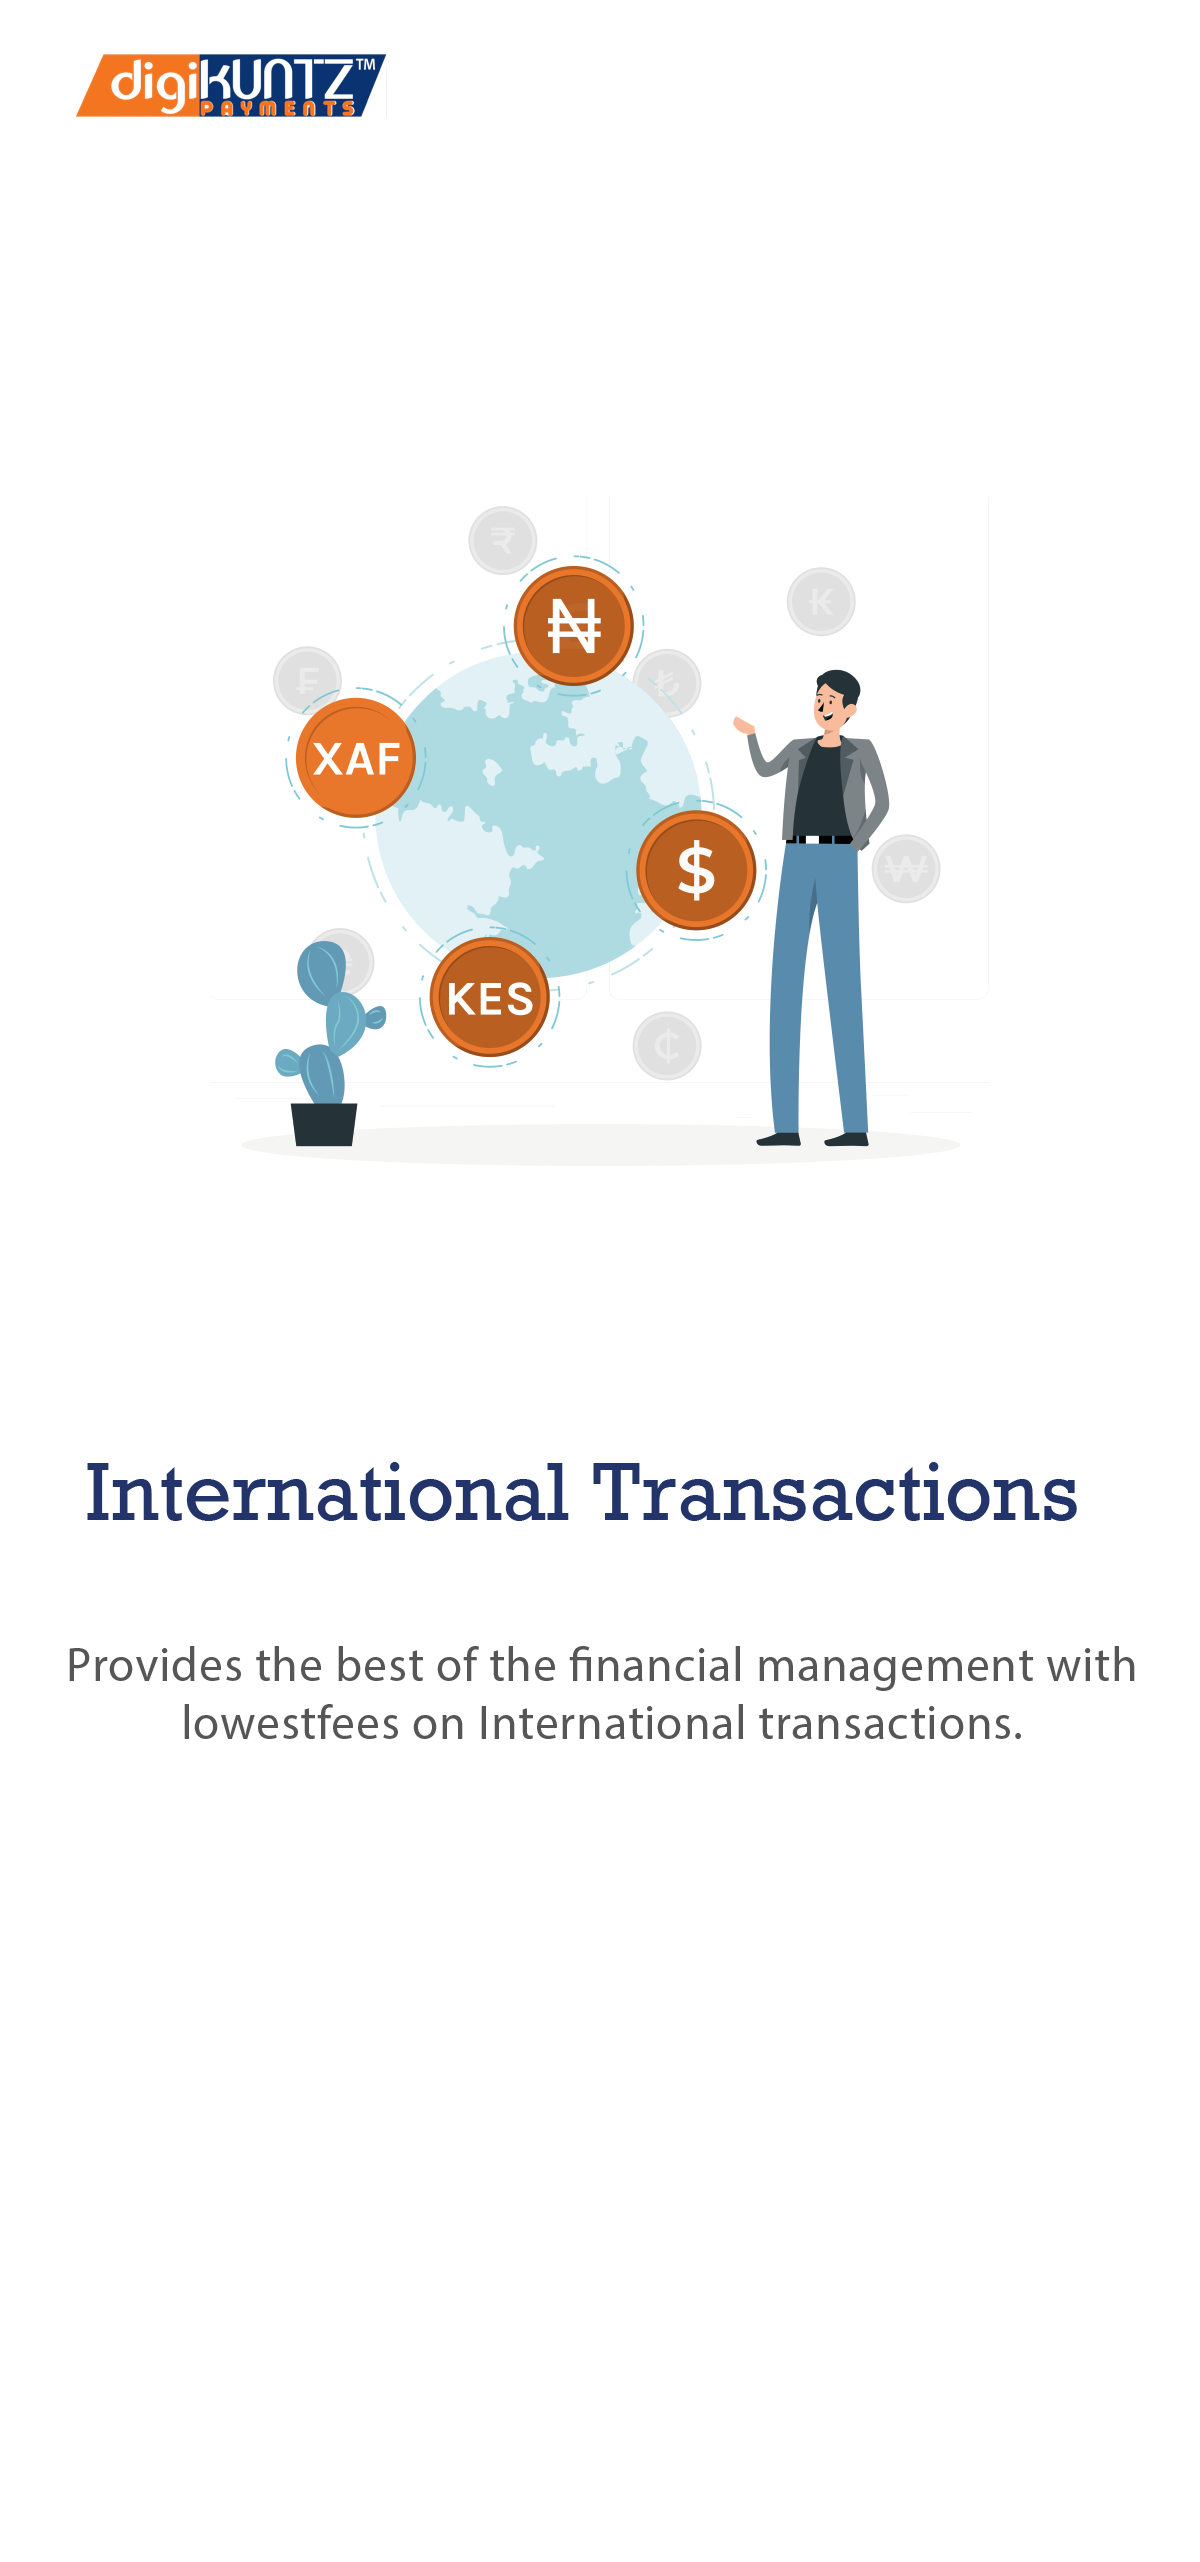 digikUNTZ™
PAYMENTS
₹
₦
₭
₣
₺
XAF
$
₩
KES
₵
International Transactions
Provides the best of the financial management with
lowestfees on International transactions.